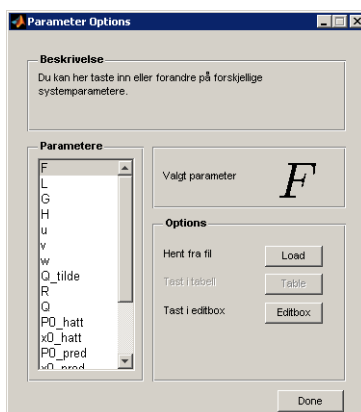 Parameter Options
Beskrivelse
Du kan her taste inn eller forandre på forskjellige
systemparametere.
Parametere
F
L
G
H
u
v
w
Q_tilde
R
Q
P0_hatt
x0_hatt
P0_pred
x0_pred
Valgt parameter
F
Options
Hent fra fil
Load
Tast i tabell
Table
Tast i editbox
Editbox
Done